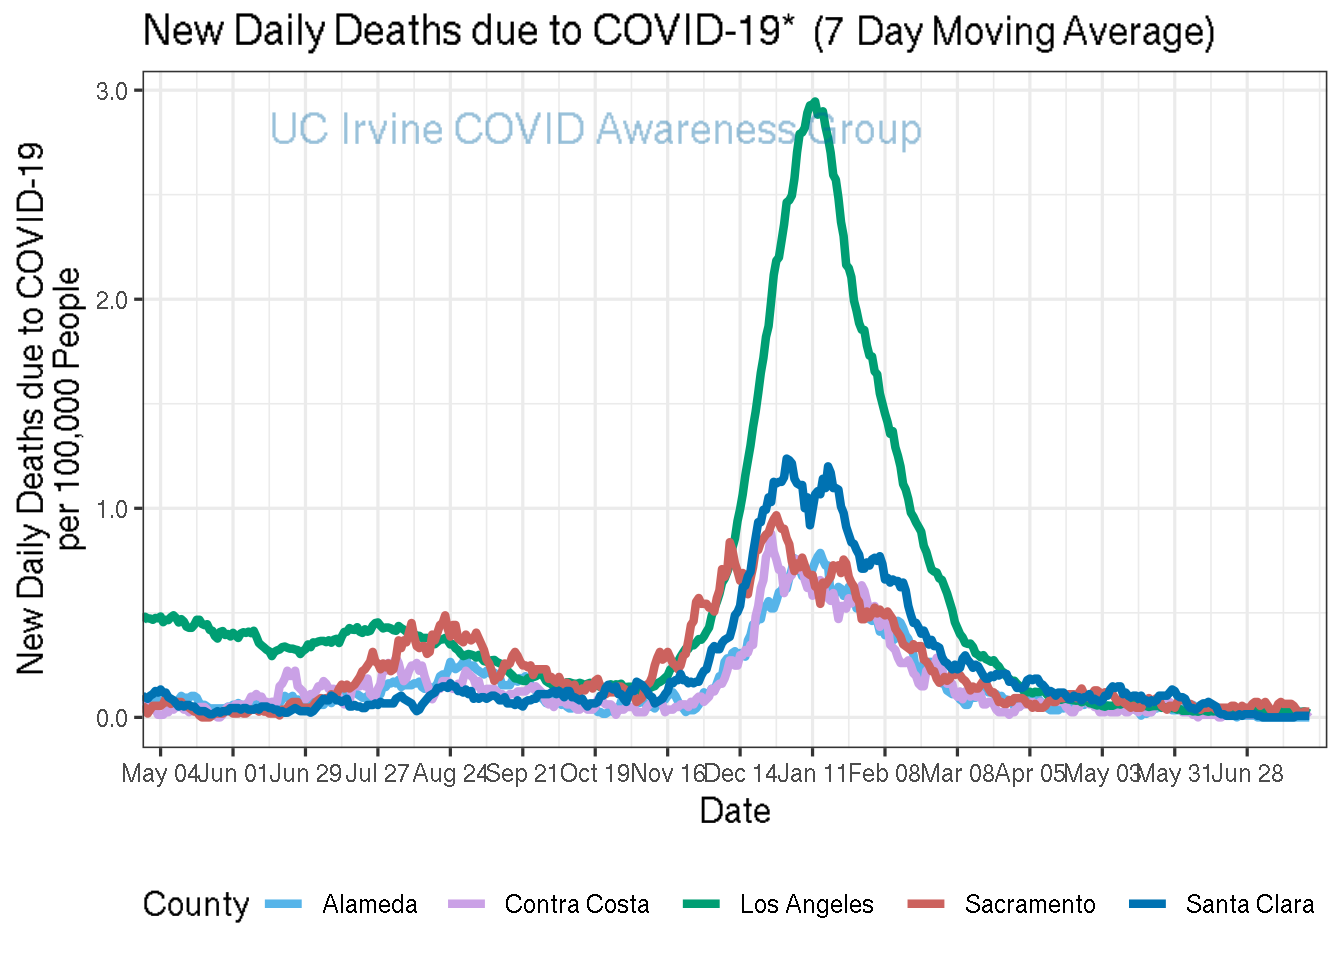 New Daily Deaths due to COVID-19* (7 Day Moving Average)
UC Irvine COVID Awareness Group
New Daily Deaths due to COVID-19
per 100,000 People
3.0
2.0
1.0
0.0
May 04 Jun 01 Jun 29 Jul 27 Aug 24 Sep 21 Oct 19 Nov 16 Dec 14 Jan 11 Feb 08 Mar 08 Apr 05 May 03 May 31 Jun 28
Date
County Alameda Contra Costa Los Angeles Sacramento Santa Clara